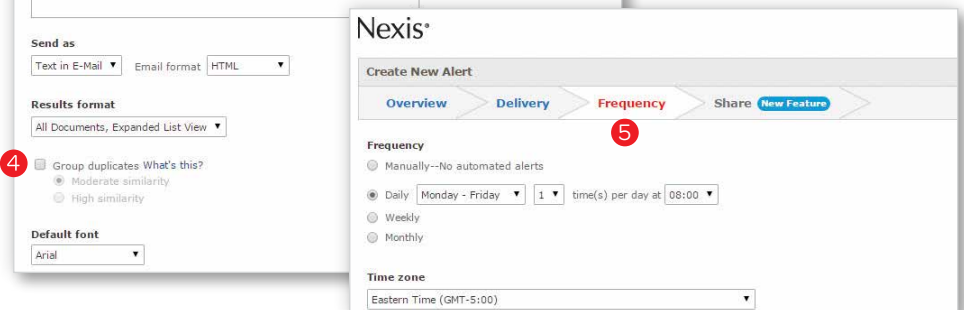 Send as
Text in E-Mail Email format HTML
Results format
All Documents, Expanded List View
4 Group duplicates What's this?
Moderate similarity
High similarity
Default font
Arial
Nexis®
Create New Alert
Overview Delivery Frequency Share New Feature
5
Frequency
Manually--No automated alerts
Daily Monday - Friday 1 time(s) per day at 08:00
Weekly
Monthly
Time zone
Eastern Time (GMT-5:00)